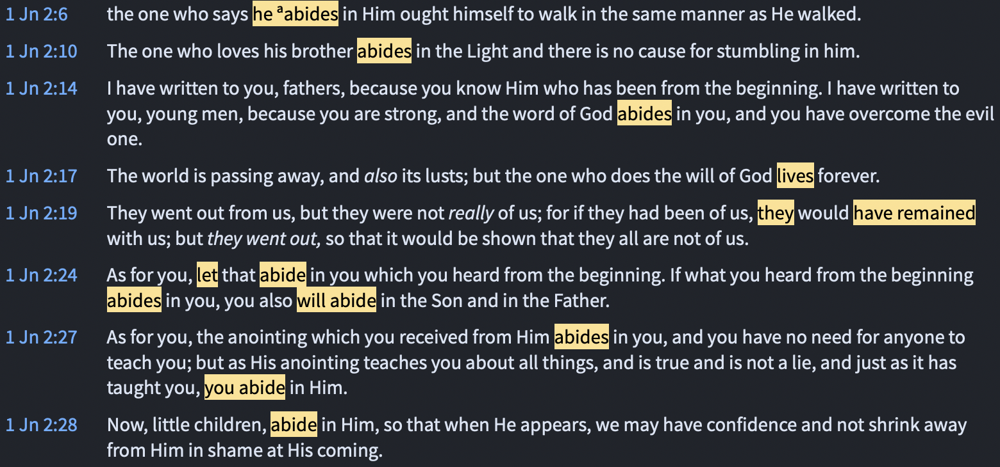 1 Jn 2:6 the one who says he ªabides in Him ought himself to walk in the same manner as He walked.
1 Jn 2:10 The one who loves his brother abides in the Light and there is no cause for stumbling in him.
1 Jn 2:14 I have written to you, fathers, because you know Him who has been from the beginning. I have written to
you, young men, because you are strong, and the word of God abides in you, and you have overcome the evil
one.
1 Jn 2:17 The world is passing away, and also its lusts; but the one who does the will of God lives forever.
1 Jn 2:19 They went out from us, but they were not really of us; for if they had been of us, they would have remained
with us; but they went out, so that it would be shown that they all are not of us.
1 Jn 2:24 As for you, let that abide in you which you heard from the beginning. If what you heard from the beginning
abides in you, you also will abide in the Son and in the Father.
1 Jn 2:27 As for you, the anointing which you received from Him abides in you, and you have no need for anyone to
teach you; but as His anointing teaches you about all things, and is true and is not a lie, and just as it has
taught you, you abide in Him.
1 Jn 2:28 Now, little children, abide in Him, so that when He appears, we may have confidence and not shrink away
from Him in shame at His coming.